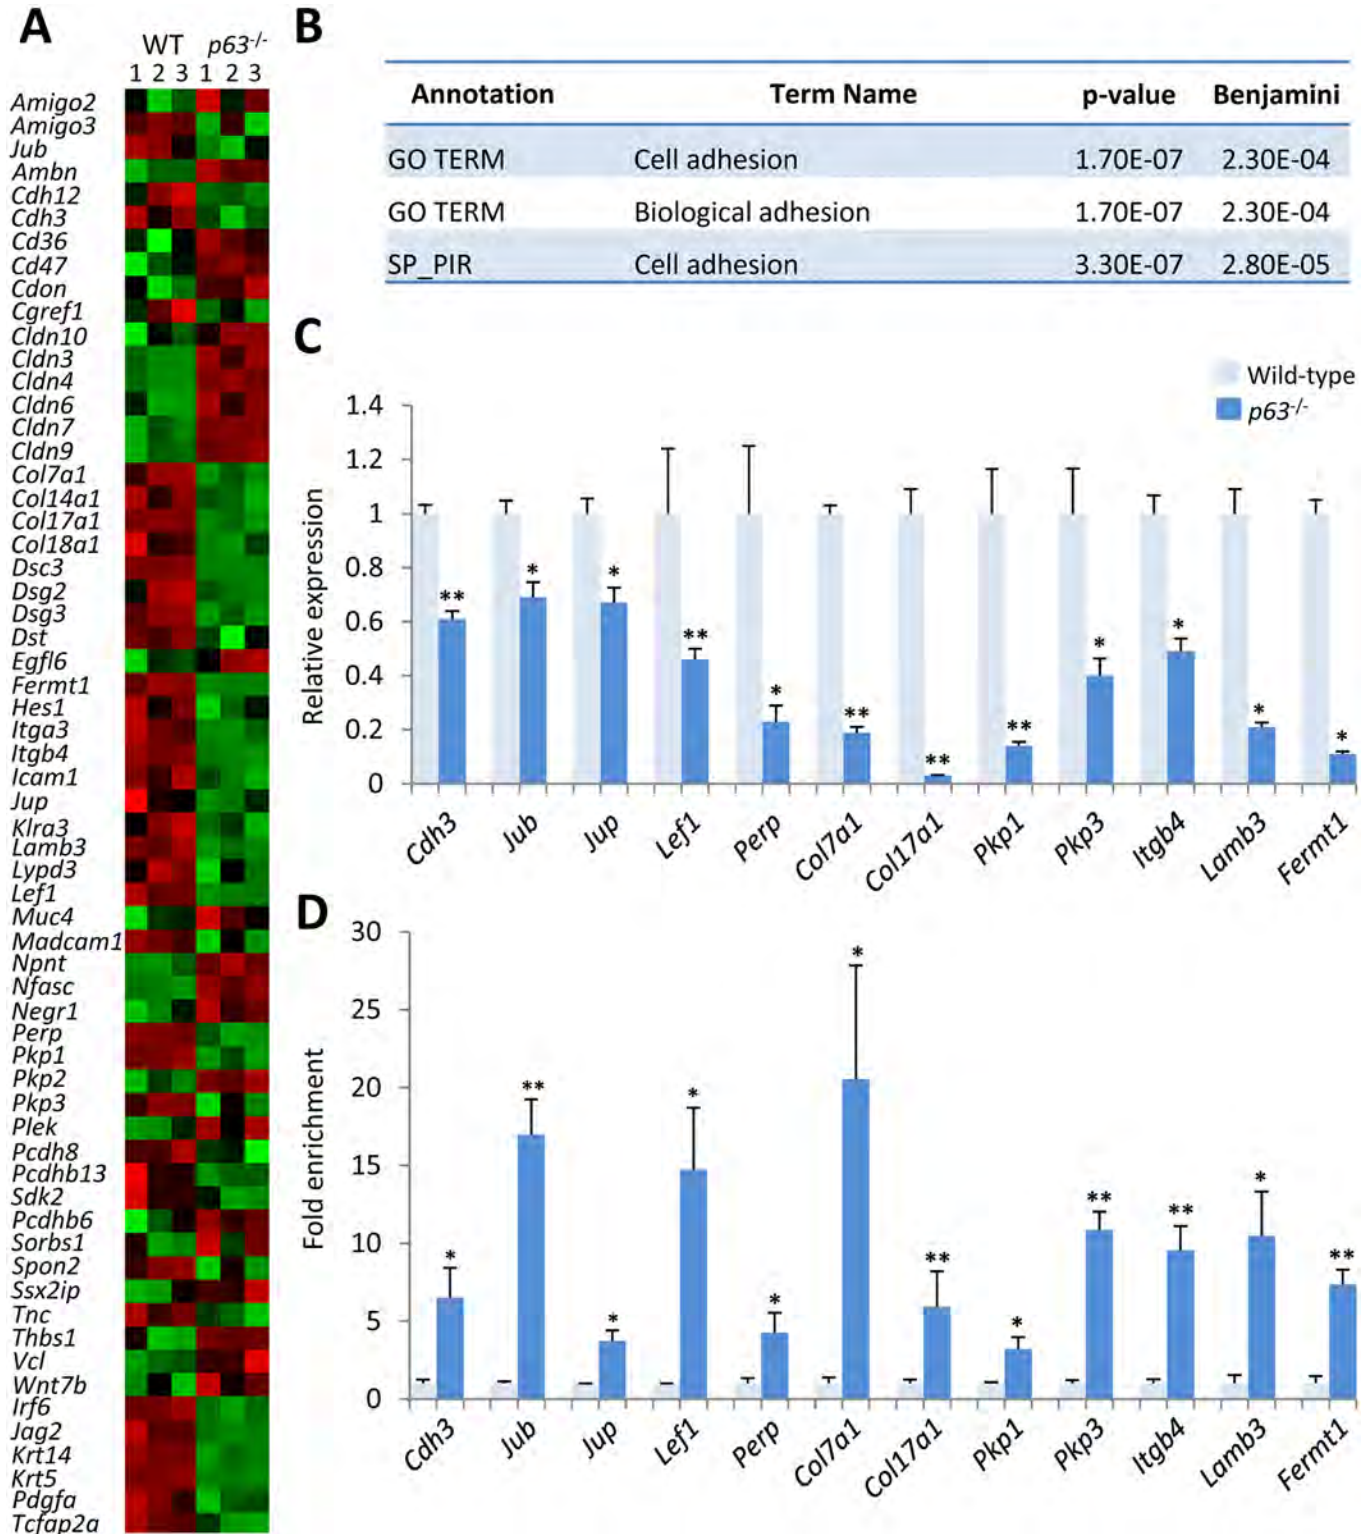 A
WT p63-/-
1 2 3 1 2 3
Amigo2
Amigo3
Jub
Ambn
Cdh12
Cdh3
Cd36
Cd47
Cdon
Cgref1
Cldn10
Cldn3
Cldn4
Cldn6
Cldn7
Cldn9
Col7a1
Col14a1
Col17a1
Col18a1
Dsc3
Dsg2
Dsg3
Dst
Egfl6
Fermt1
Hes1
Itga3
Itgb4
Icam1
Jup
Klra3
Lamb3
Lypd3
Lef1
Muc4
Madcam1
Npnt
Nfasc
Negr1
Perp
Pkp1
Pkp2
Pkp3
Plek
Pcdh8
Pcdhb13
Sdk2
Pcdhb6
Sorbs1
Spon2
Ssx2ip
Tnc
Thbs1
Vcl
Wnt7b
Irf6
Jag2
Krt14
Krt5
Pdgfa
Tcfap2a
B
Annotation Term Name p-value Benjamini
GO TERM Cell adhesion 1.70E-07 2.30E-04
GO TERM Biological adhesion 1.70E-07 2.30E-04
SP_PIR Cell adhesion 3.30E-07 2.80E-05
C
Wild-type
p63-/-
Relative expression
1.4
1.2
1
0.8
0.6
0.4
0.2
0
** * * ** * ** ** ** * * * *
Cdh3 Jub Jup Lef1 Perp Col7a1 Col17a1 Pkp1 Pkp3 Itgb4 Lamb3 Fermt1
D
Fold enrichment
30
25
20
15
10
5
0
* ** * * * * ** * ** ** * **
Cdh3 Jub Jup Lef1 Perp Col7a1 Col17a1 Pkp1 Pkp3 Itgb4 Lamb3 Fermt1